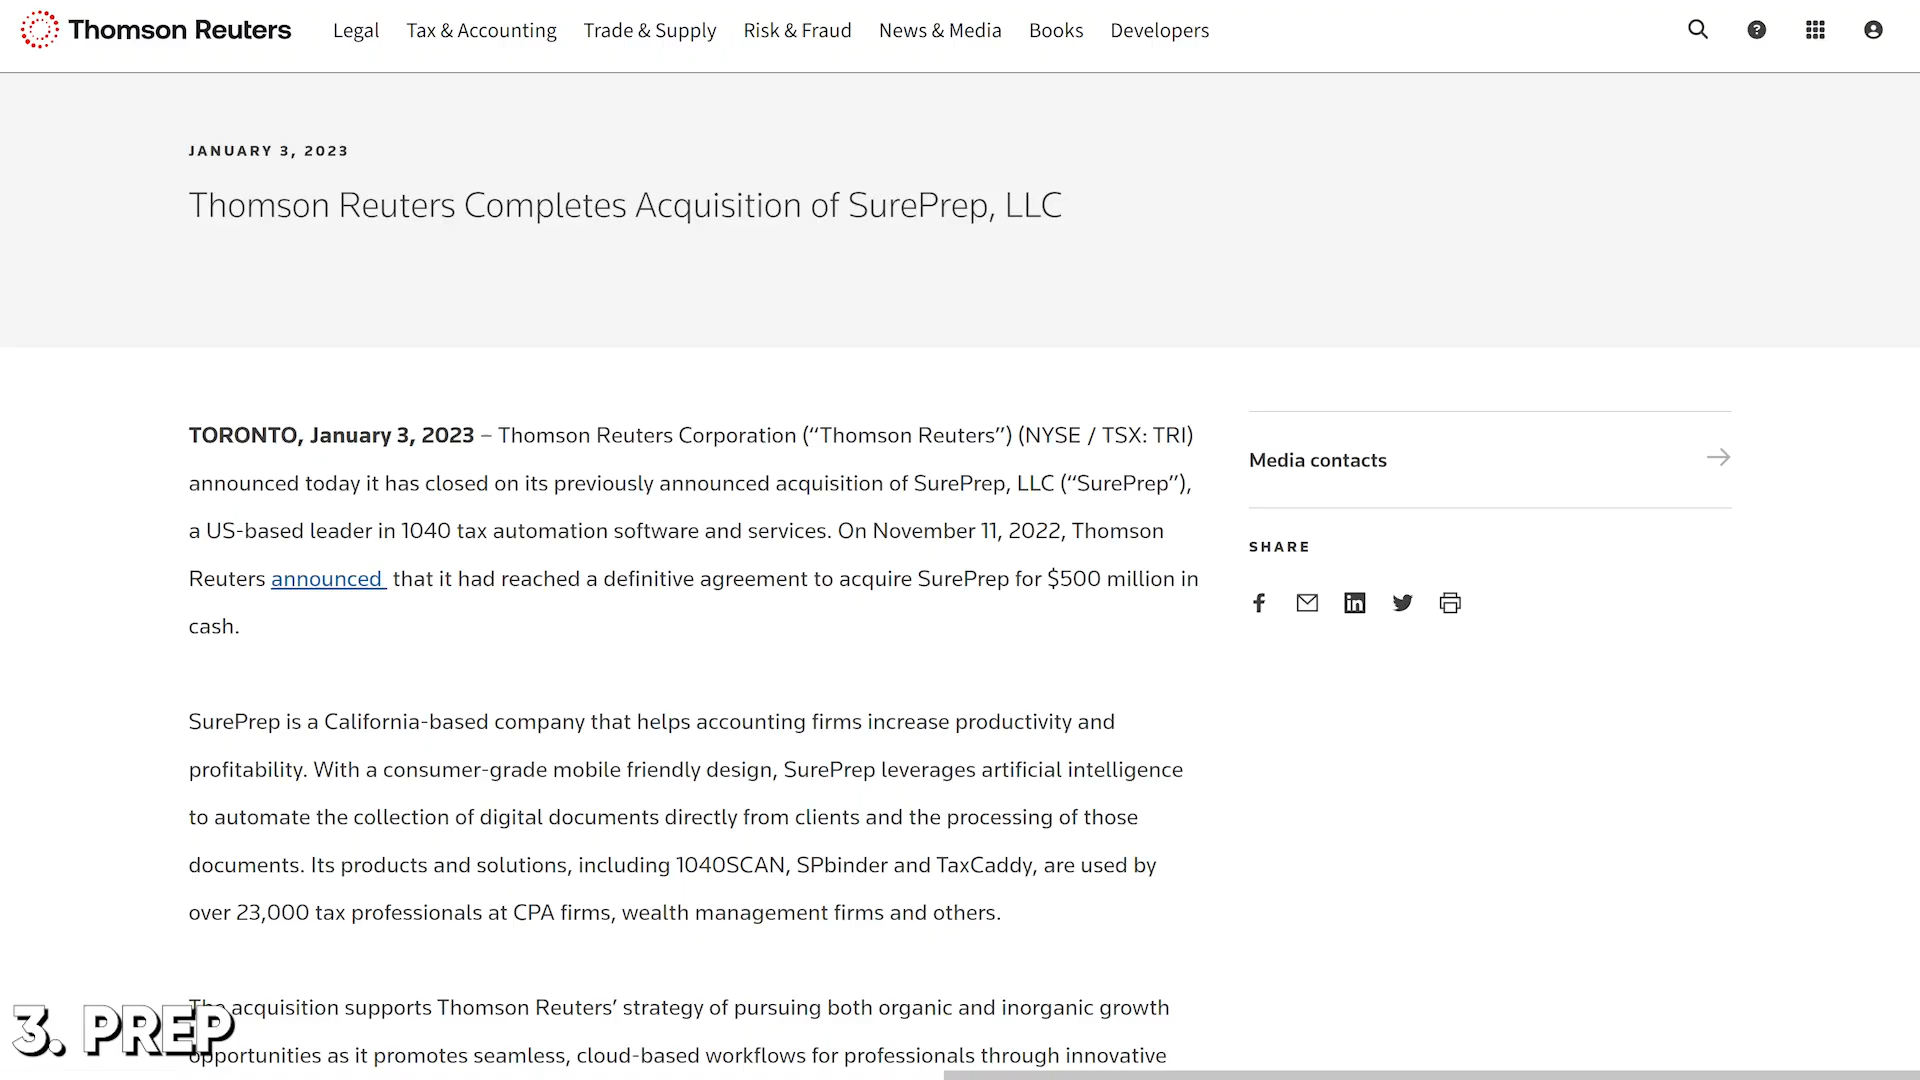 Thomson Reuters Legal Tax & Accounting Trade & Supply Risk & Fraud News & Media Books Developers
JANUARY 3, 2023
Thomson Reuters Completes Acquisition of SurePrep, LLC
TORONTO, January 3, 2023 – Thomson Reuters Corporation (“Thomson Reuters”) (NYSE / TSX: TRI)
announced today it has closed on its previously announced acquisition of SurePrep, LLC (“SurePrep”),
a US-based leader in 1040 tax automation software and services. On November 11, 2022, Thomson
Reuters announced that it had reached a definitive agreement to acquire SurePrep for $500 million in
cash.
SurePrep is a California-based company that helps accounting firms increase productivity and
profitability. With a consumer-grade mobile friendly design, SurePrep leverages artificial intelligence
to automate the collection of digital documents directly from clients and the processing of those
documents. Its products and solutions, including 1040SCAN, SPbinder and TaxCaddy, are used by
over 23,000 tax professionals at CPA firms, wealth management firms and others.
The acquisition supports Thomson Reuters’ strategy of pursuing both organic and inorganic growth
opportunities as it promotes seamless, cloud-based workflows for professionals through innovative
Media contacts
SHARE
3. PREP